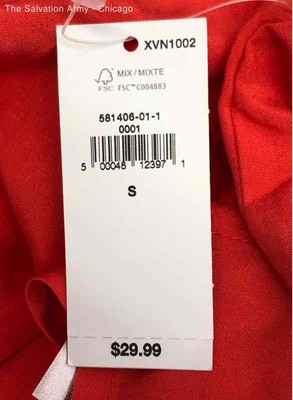 The Salvation Army - Chicago
XVN1002
MIX / MIXTE
FSC
FSC™ C004883
581406-01-1
0001
5 00048 12397 1
S
$29.99